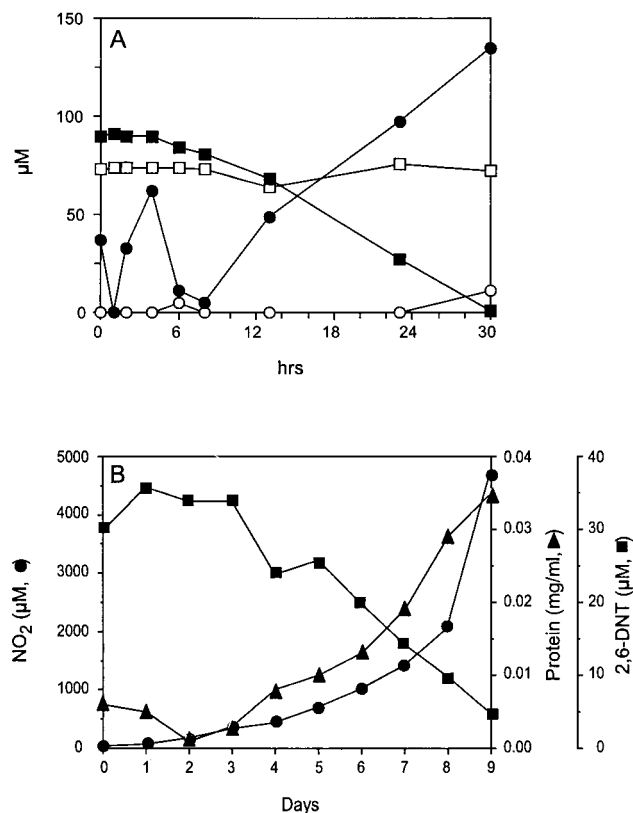 A
150
100
50
0
µM
0 6 12 18 24 30
hrs
B
5000
4000
3000
2000
1000
0
NO2 (µM, ●)
0.04
0.03
0.02
0.01
0.00
Protein (mg/ml, ▲)
40
30
20
10
0
2,6-DNT (µM, ■)
0 1 2 3 4 5 6 7 8 9
Days